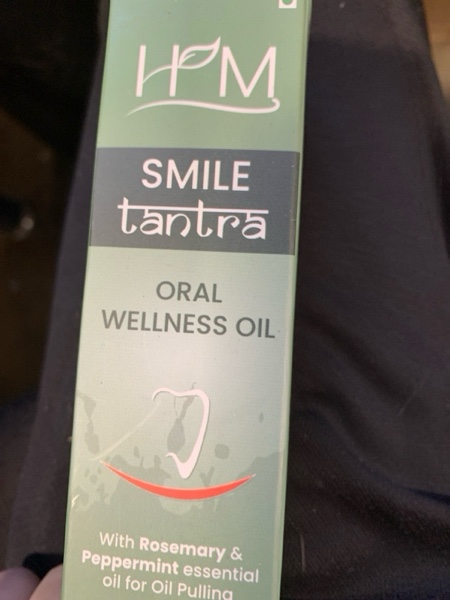 HPM
SMILE
tantra
ORAL
WELLNESS OIL
With Rosemary &
Peppermint essential
oil for Oil Pulling